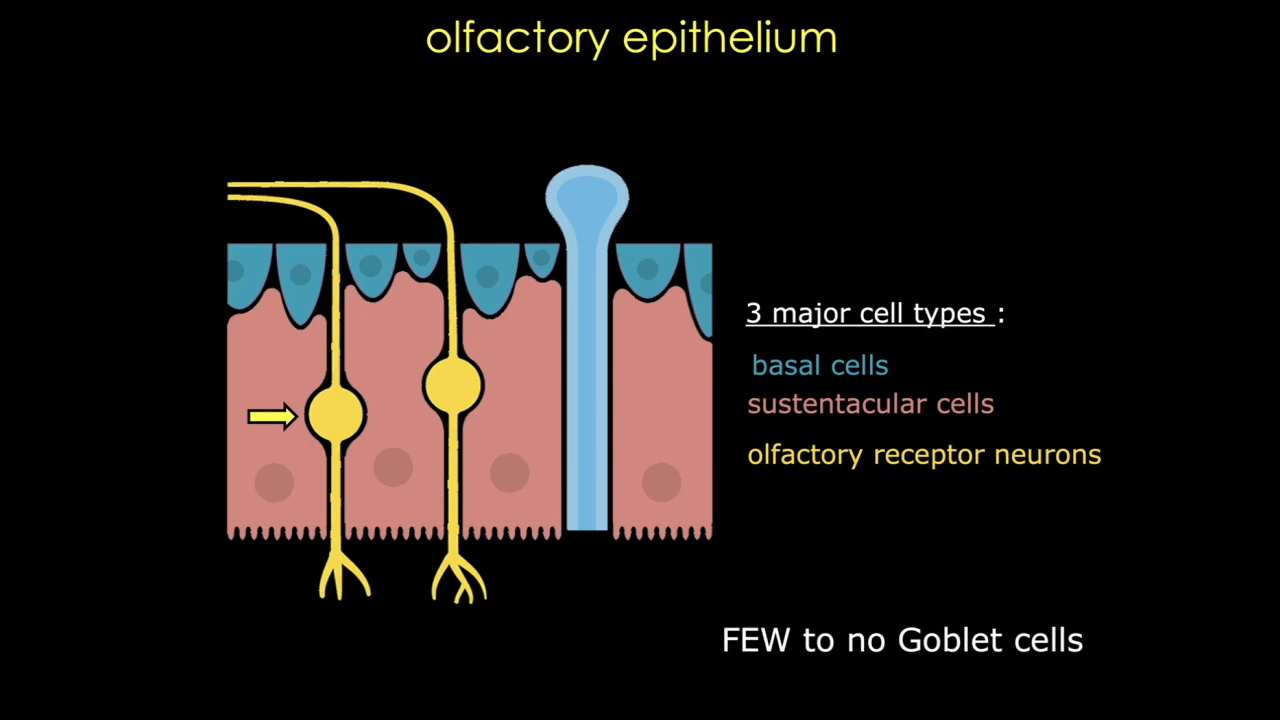 olfactory epithelium
3 major cell types :
basal cells
sustentacular cells
olfactory receptor neurons
FEW to no Goblet cells